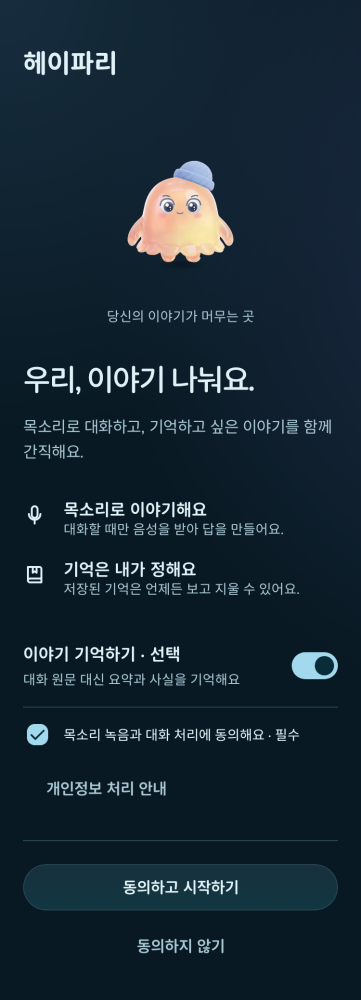 헤이파리
당신의 이야기가 머무는 곳
우리, 이야기 나눠요.
목소리로 대화하고, 기억하고 싶은 이야기를 함께
간직해요.
목소리로 이야기해요
대화할 때만 음성을 받아 답을 만들어요.
기억은 내가 정해요
저장된 기억은 언제든 보고 지울 수 있어요.
이야기 기억하기 · 선택
대화 원문 대신 요약과 사실을 기억해요
목소리 녹음과 대화 처리에 동의해요 · 필수
개인정보 처리 안내
동의하고 시작하기
동의하지 않기